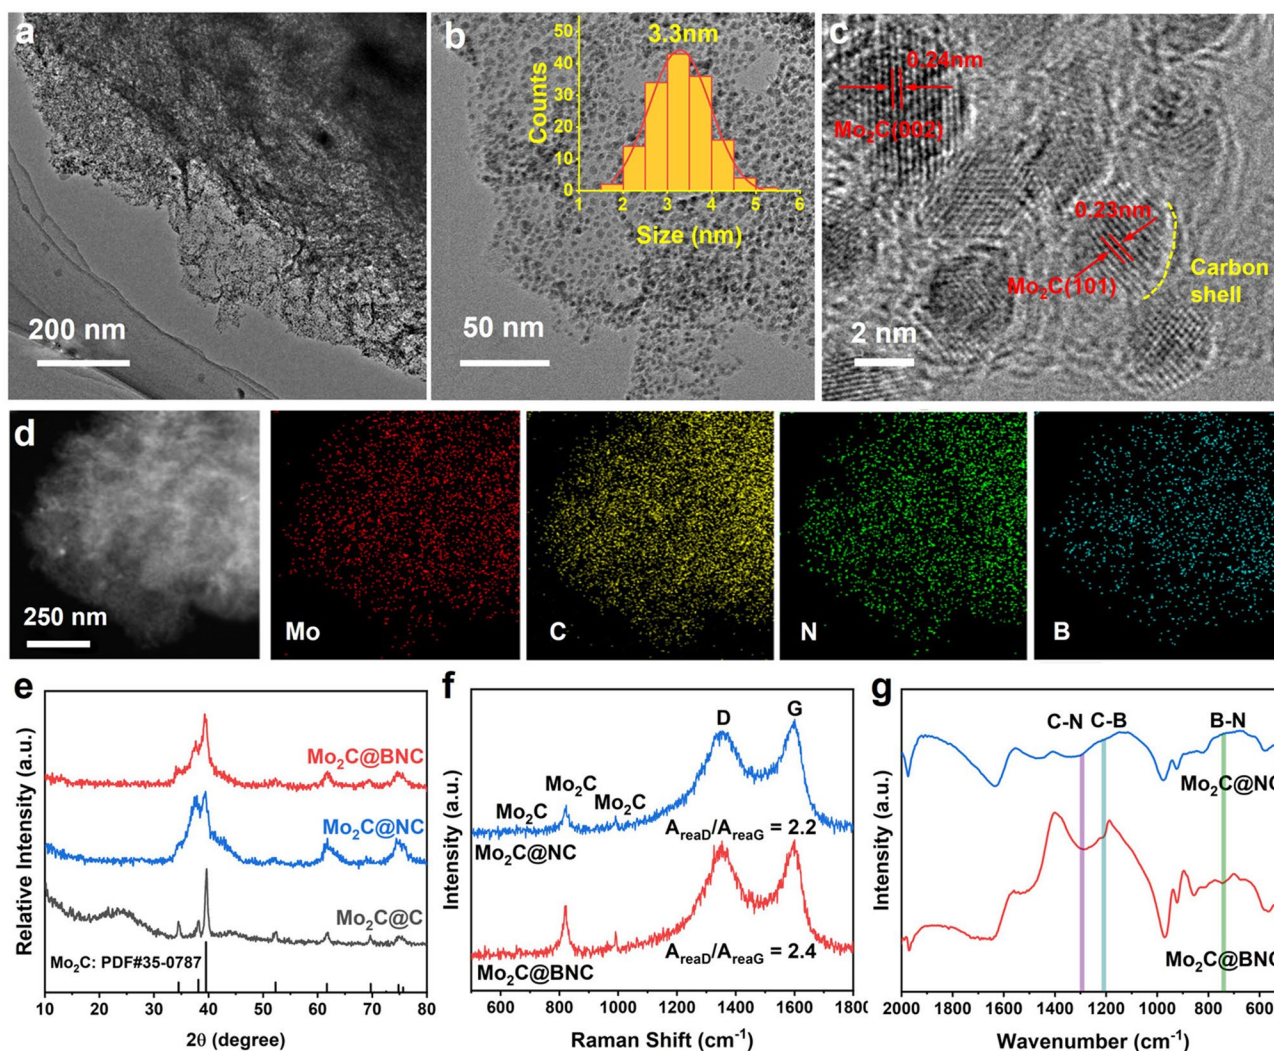 a
200 nm
b
50
40
30
20
10
0
Counts
3.3nm
1 2 3 4 5 6
Size (nm)
50 nm
c
0.24nm
Mo₂C(002)
0.23nm
Mo₂C(101)
Carbon
shell
2 nm
d
250 nm
Mo
C
N
B
e
Relative Intensity (a.u.)
Mo₂C@BNC
Mo₂C@NC
Mo₂C@C
Mo₂C: PDF#35-0787
10 20 30 40 50 60 70 80
2θ (degree)
f
Intensity (a.u.)
D
G
Mo₂C
Mo₂C
Mo₂C
A_reaD/A_reaG = 2.2
Mo₂C@NC
A_reaD/A_reaG = 2.4
Mo₂C@BNC
600 800 1000 1200 1400 1600 1800
Raman Shift (cm⁻¹)
g
Intensity (a.u.)
C-N C-B B-N
Mo₂C@NC
Mo₂C@BNC
2000 1800 1600 1400 1200 1000 800 600
Wavenumber (cm⁻¹)